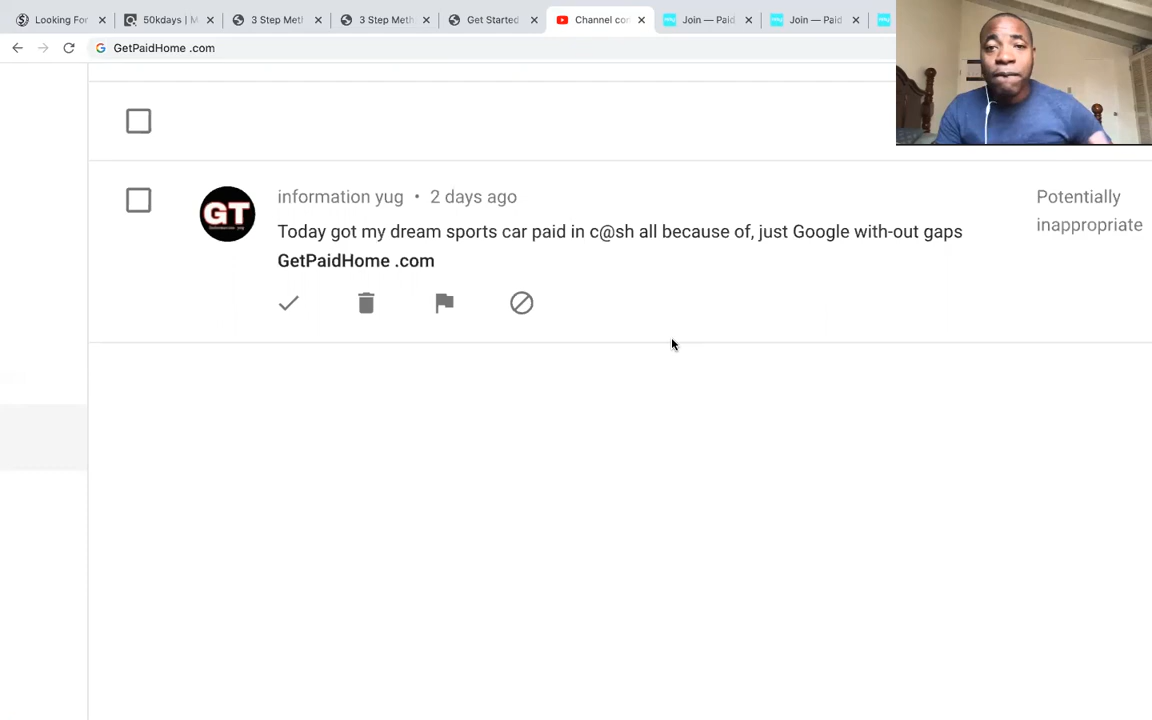 Looking For
50kdays | M
3 Step Meth
3 Step Meth
Get Started
Channel co
Join — Paid
Join — Paid
GetPaidHome .com
GT
information yug • 2 days ago
Potentially
inappropriate
Today got my dream sports car paid in c@sh all because of, just Google with-out gaps
GetPaidHome .com